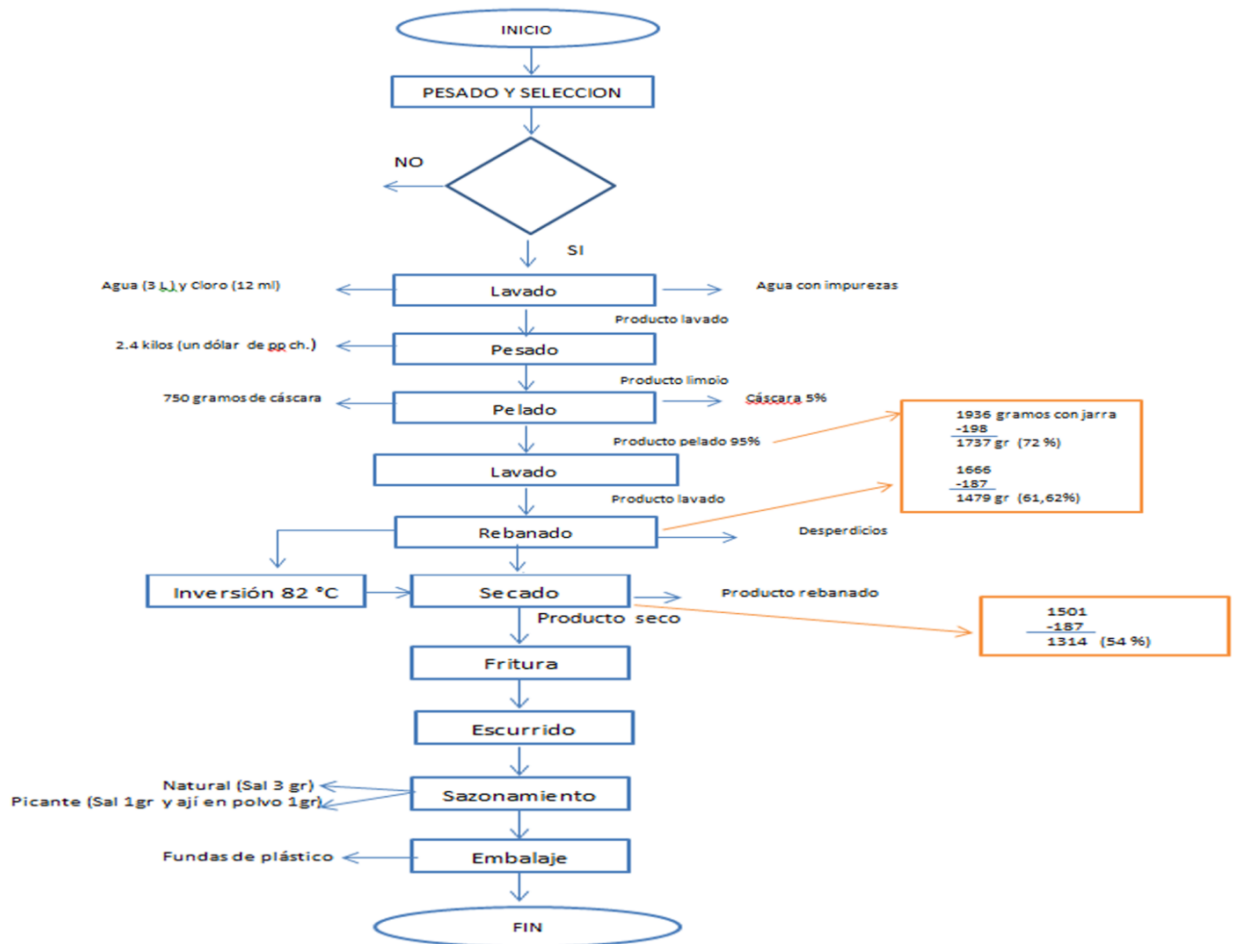 INICIO
PESADO Y SELECCION
NO
SI
Agua (3 L) y Cloro (12 ml)
Lavado
Agua con impurezas
Producto lavado
2.4 kilos (un dólar de pp ch.)
Pesado
Producto limpio
750 gramos de cáscara
Pelado
Cáscara 5%
Producto pelado 95%
1936 gramos con jarra
-198
1737 gr (72 %)
1666
-187
1479 gr (61,62%)
Lavado
Producto lavado
Rebanado
Desperdicios
Inversión 82 °C
Secado
Producto rebanado
Producto seco
1501
-187
1314 (54 %)
Fritura
Escurrido
Natural (Sal 3 gr)
Picante (Sal 1gr y ají en polvo 1gr)
Sazonamiento
Fundas de plástico
Embalaje
FIN